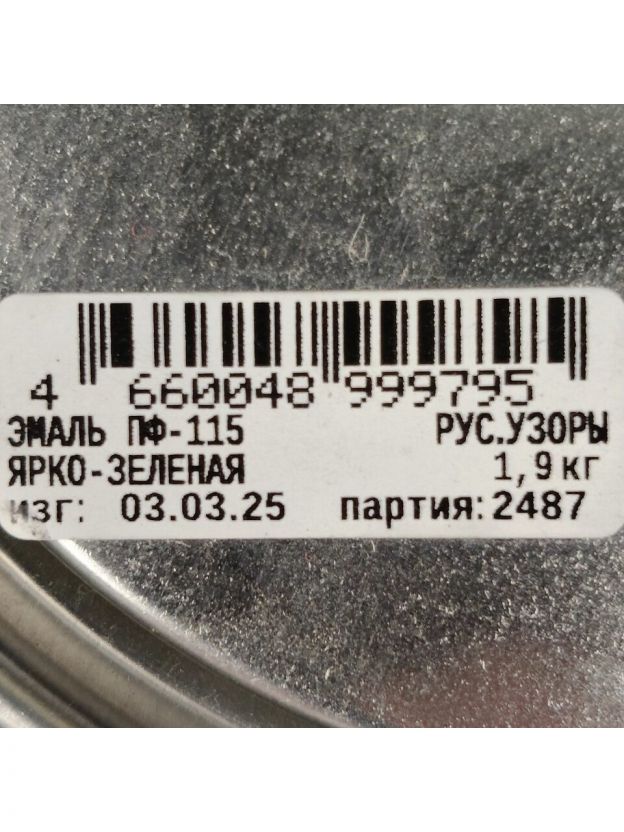 4 660048 999795
ЭМАЛЬ ПФ-115 РУС.УЗОРЫ
ЯРКО-ЗЕЛЕНАЯ 1,9кг
изг: 03.03.25 партия:2487